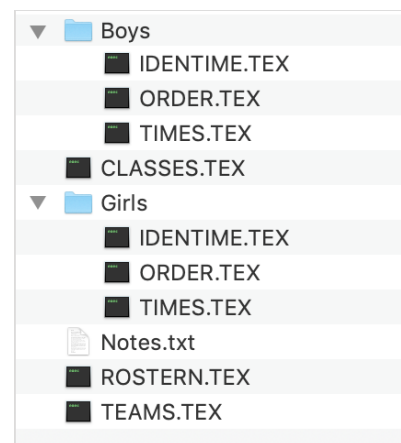 Boys
IDENTIME.TEX
ORDER.TEX
TIMES.TEX
CLASSES.TEX
Girls
IDENTIME.TEX
ORDER.TEX
TIMES.TEX
Notes.txt
ROSTERN.TEX
TEAMS.TEX